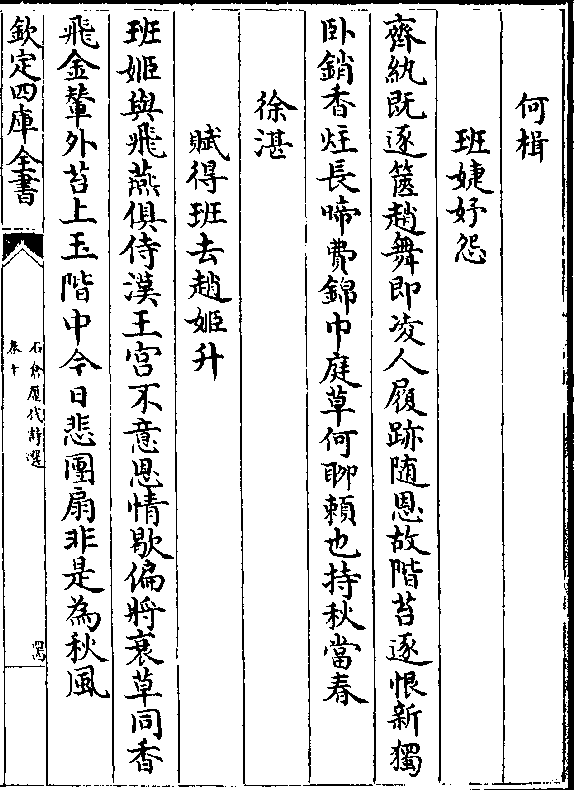 何楫
班婕妤怨
齊紈既逐篋趙舞即凌人履跡随恩故階苔逐恨新獨
卧銷香炷長啼費錦巾庭草何聊頼也持秋當春
徐湛
賦得班去趙姬升
班姬與飛燕俱侍漢王宫不意恩情歇偏將衰草同香
飛金輦外苔上玉階中今日悲團扇非是為秋風
欽定四庫全書
石倉歷代詩選
卷十